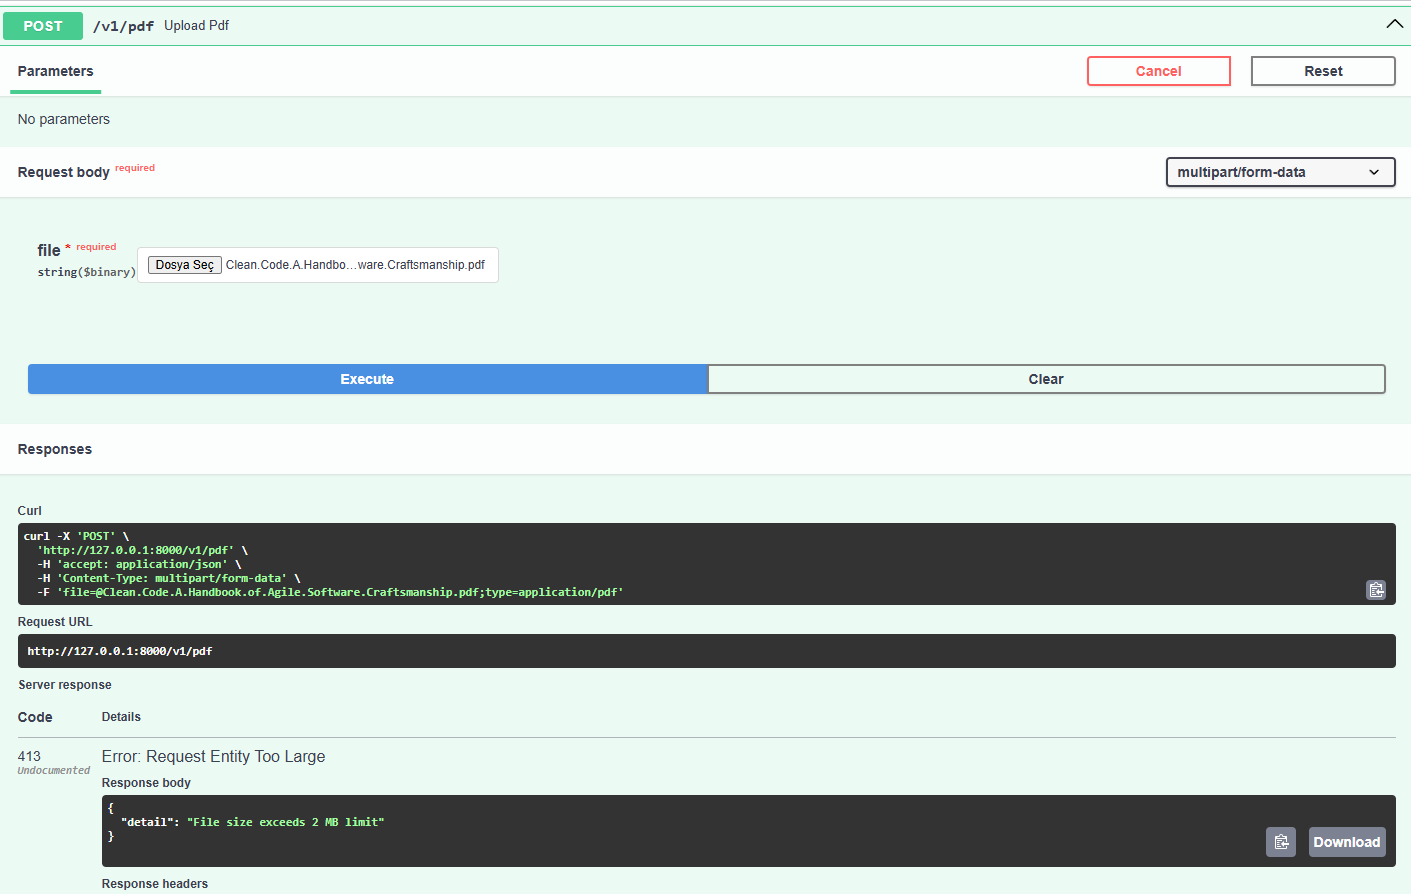 POST /v1/pdf Upload Pdf
Parameters
Cancel
Reset
No parameters
Request body required
multipart/form-data
file * required
string($binary)
Dosya Seç Clean.Code.A.Handbo…ware.Craftsmanship.pdf
Execute
Clear
Responses
Curl
curl -X 'POST' \
'http://127.0.0.1:8000/v1/pdf' \
-H 'accept: application/json' \
-H 'Content-Type: multipart/form-data' \
-F 'file=@Clean.Code.A.Handbook.of.Agile.Software.Craftsmanship.pdf;type=application/pdf'
Request URL
http://127.0.0.1:8000/v1/pdf
Server response
Code Details
413 Error: Request Entity Too Large
Undocumented
Response body
{
"detail": "File size exceeds 2 MB limit"
}
Download
Response headers